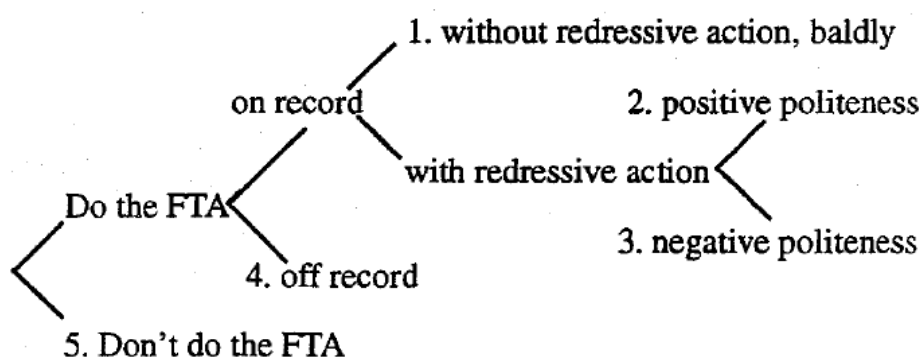 1. without redressive action, baldly
on record
2. positive politeness
with redressive action
Do the FTA
3. negative politeness
4. off record
5. Don't do the FTA